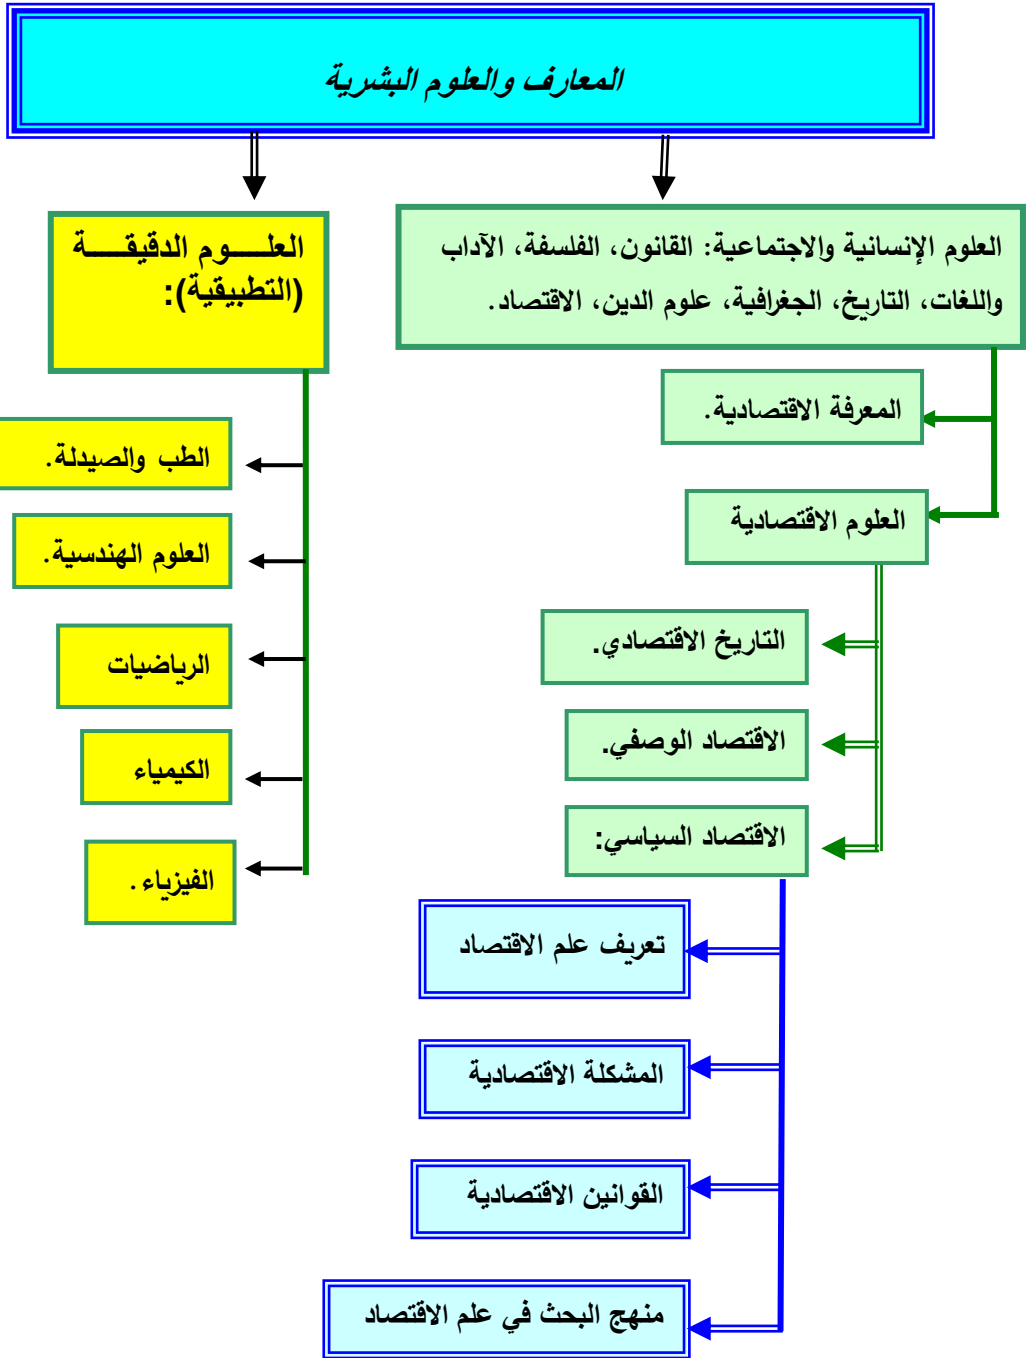 المعارف والعلوم البشرية
العلوم الإنسانية والاجتماعية: القانون، الفلسفة، الآداب
واللغات، التاريخ، الجغرافية، علوم الدين، الاقتصاد.
المعرفة الاقتصادية.
العلوم الاقتصادية
التاريخ الاقتصادي.
الاقتصاد الوصفي.
الاقتصاد السياسي:
تعريف علم الاقتصاد
المشكلة الاقتصادية
القوانين الاقتصادية
منهج البحث في علم الاقتصاد
العلـــوم الدقيقـــة
(التطبيقية):
الطب والصيدلة.
العلوم الهندسية.
الرياضيات
الكيمياء
الفيزياء.